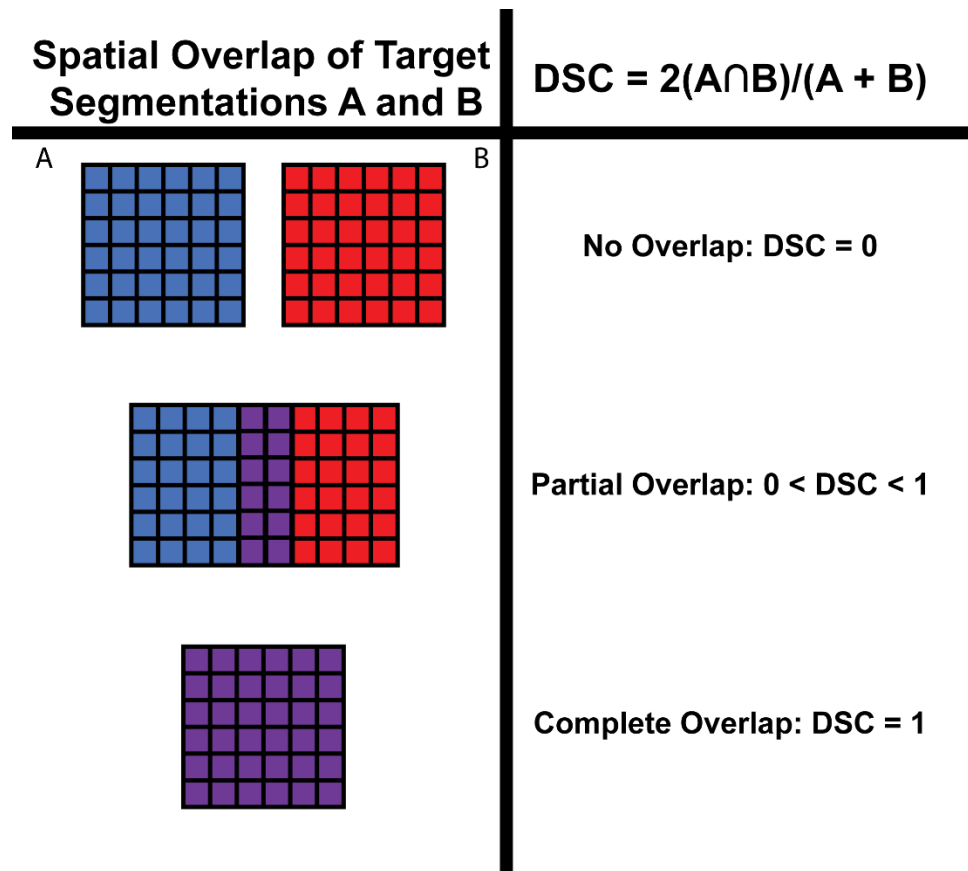 Spatial Overlap of Target
Segmentations A and B
DSC = 2(A∩B)/(A + B)
A
B
No Overlap: DSC = 0
Partial Overlap: 0 < DSC < 1
Complete Overlap: DSC = 1